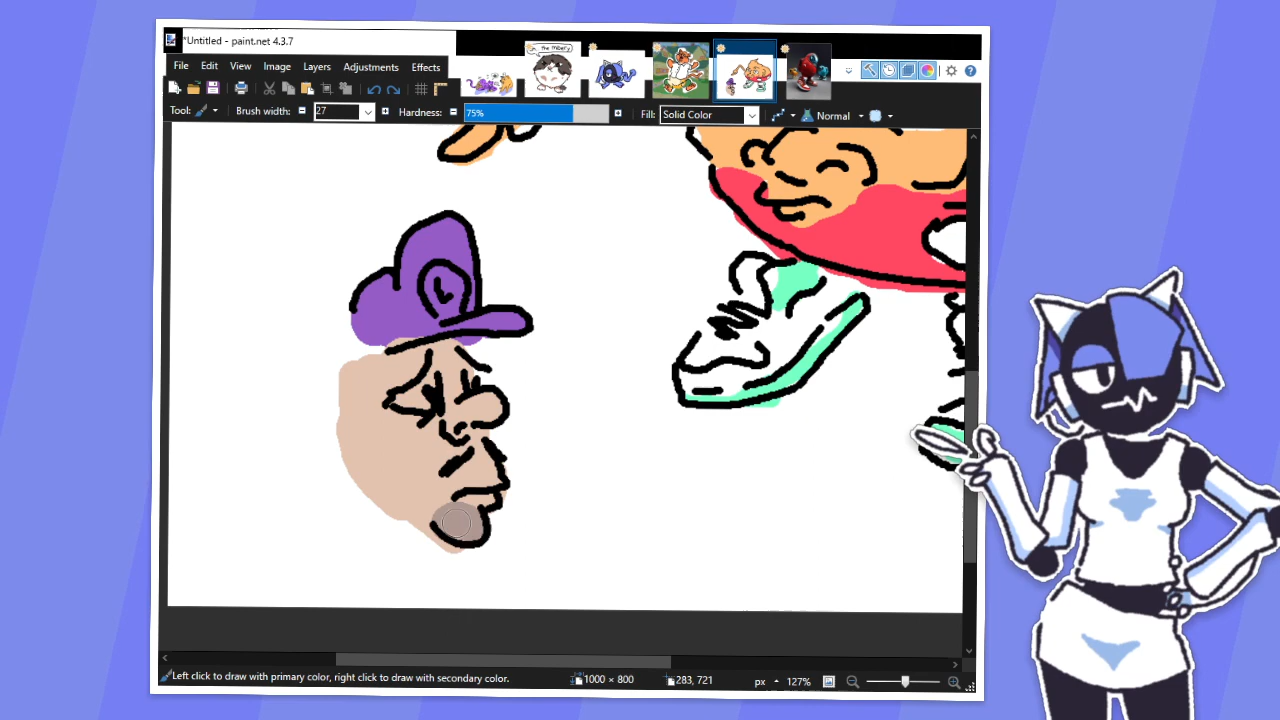 *Untitled - paint.net 4.3.7
File Edit View Image Layers Adjustments Effects
Tool: Brush width: 27 Hardness: 75% Fill: Solid Color Normal
L
Left click to draw with primary color, right click to draw with secondary color. 1000 × 800 283, 721 px 127%